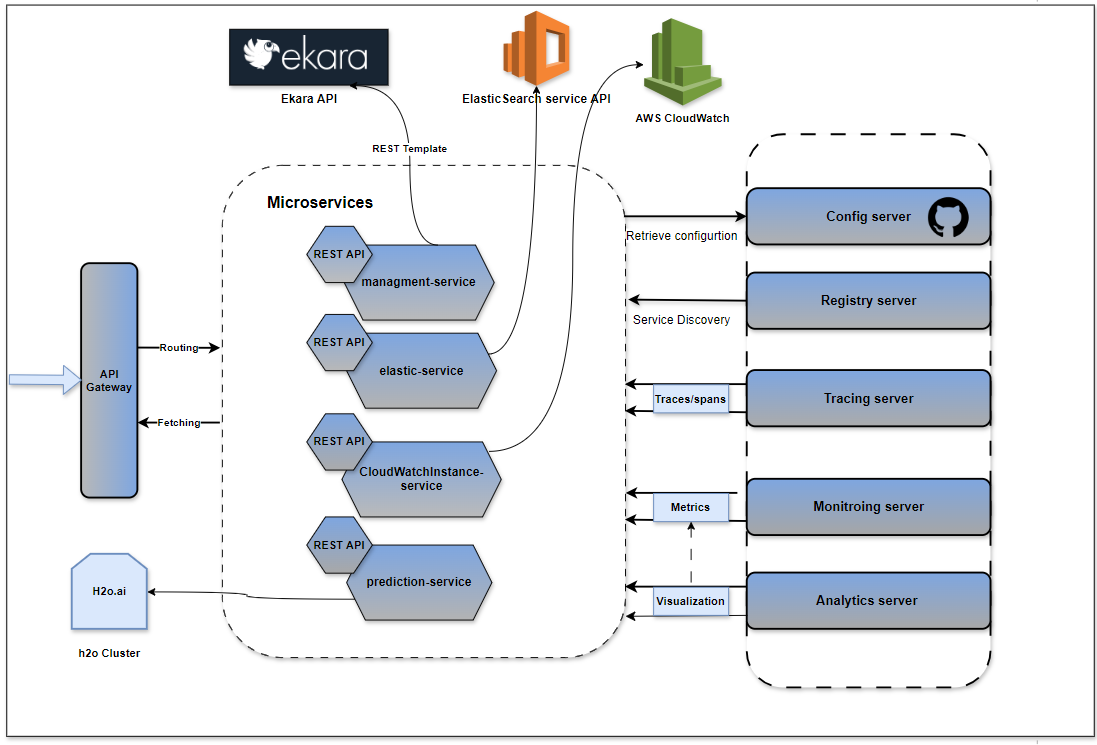 ekara
Ekara API
ElasticSearch service API
AWS CloudWatch
REST Template
Microservices
REST API
managment-service
REST API
elastic-service
REST API
CloudWatchInstance-
service
REST API
prediction-service
API
Gateway
Routing
Fetching
H2o.ai
h2o Cluster
Retrieve configurtion
Service Discovery
Traces/spans
Metrics
Visualization
Config server
Registry server
Tracing server
Monitroing server
Analytics server